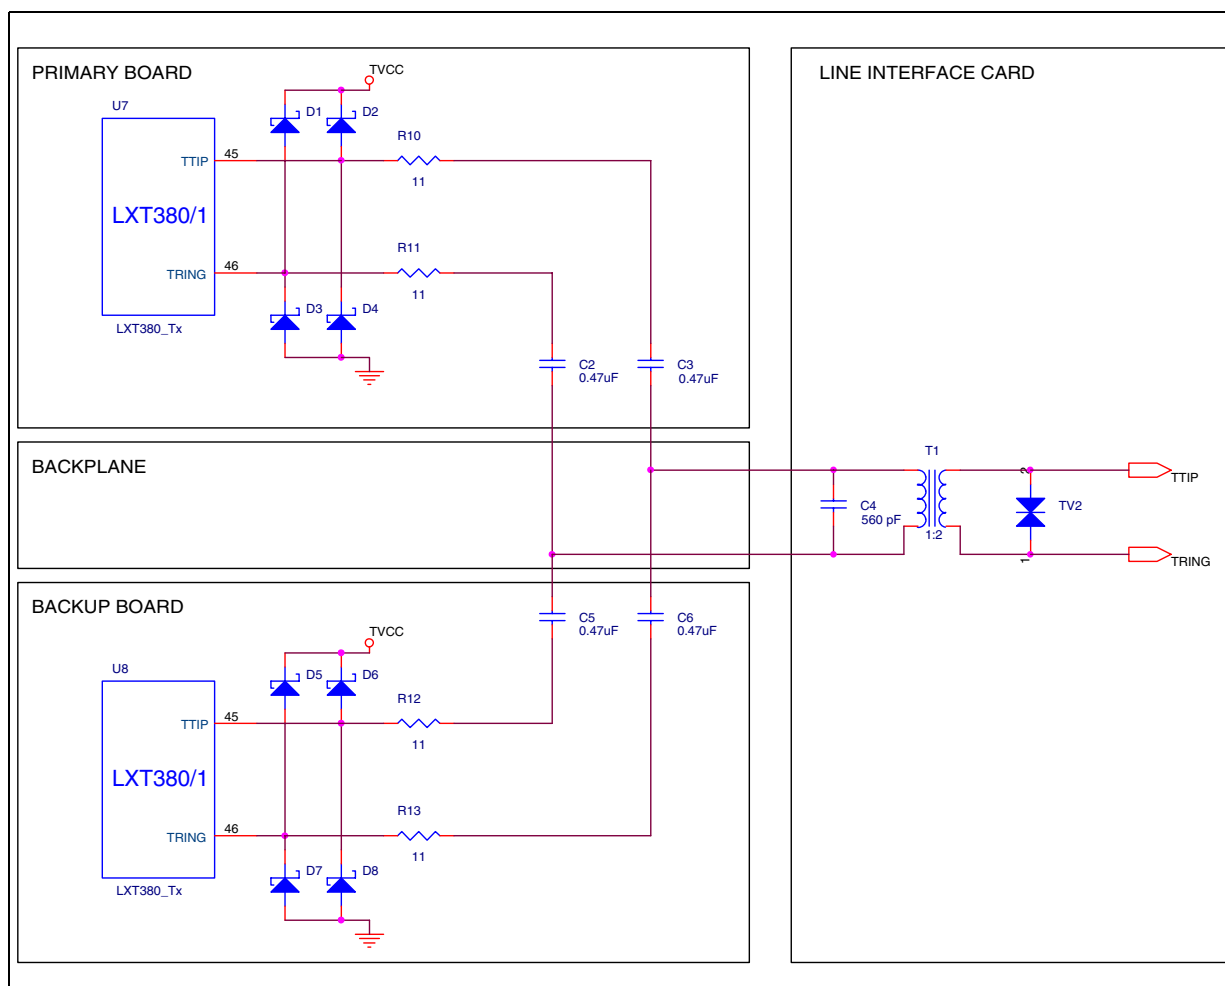 PRIMARY BOARD
TVCC
U7
D1
D2
R10
TTIP
45
11
LXT380/1
R11
TRING
46
11
D3
D4
LXT380_Tx
C2
0.47uF
C3
0.47uF
BACKPLANE
BACKUP BOARD
C5
0.47uF
C6
0.47uF
TVCC
U8
D5
D6
R12
TTIP
45
11
LXT380/1
R13
TRING
46
11
D7
D8
LXT380_Tx
LINE INTERFACE CARD
T1
2
TTIP
C4
560 pF
TV2
1:2
1
TRING